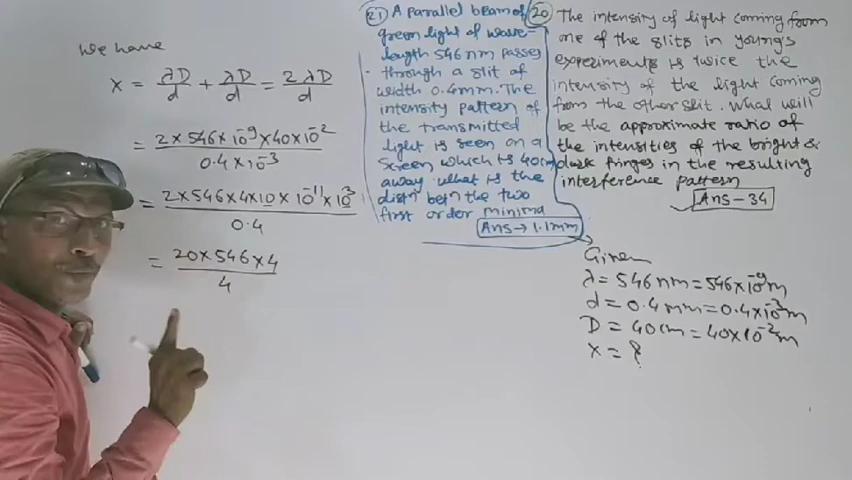 We have
x = λD/d + λD/d = 2λD/d
= 2×546×10⁻⁹×40×10⁻² / 0.4×10⁻³
= 2×546×4×10×10⁻¹¹×10³ / 0.4
= 20×546×4 / 4
21 A parallel beam of
green light of wave-
length 546 nm passes
through a slit of
width 0.4mm. The
intensity pattern of
the transmitted
light is seen on a
screen which is 40cm
away. what is the
distⁿ betⁿ the two
first order minima
Ans → 1.1mm
20 The intensity of light coming from
one of the slits in young's
experiments is twice the
intensity of the light coming
from the other slit. What will
be the approximate ratio of
the intensities of the bright &
dark fringes in the resulting
interference pattern
Ans - 34
Given
λ = 546 nm = 546×10⁻⁹m
d = 0.4 mm = 0.4×10⁻³m
D = 40cm = 40×10⁻²m
x = ?